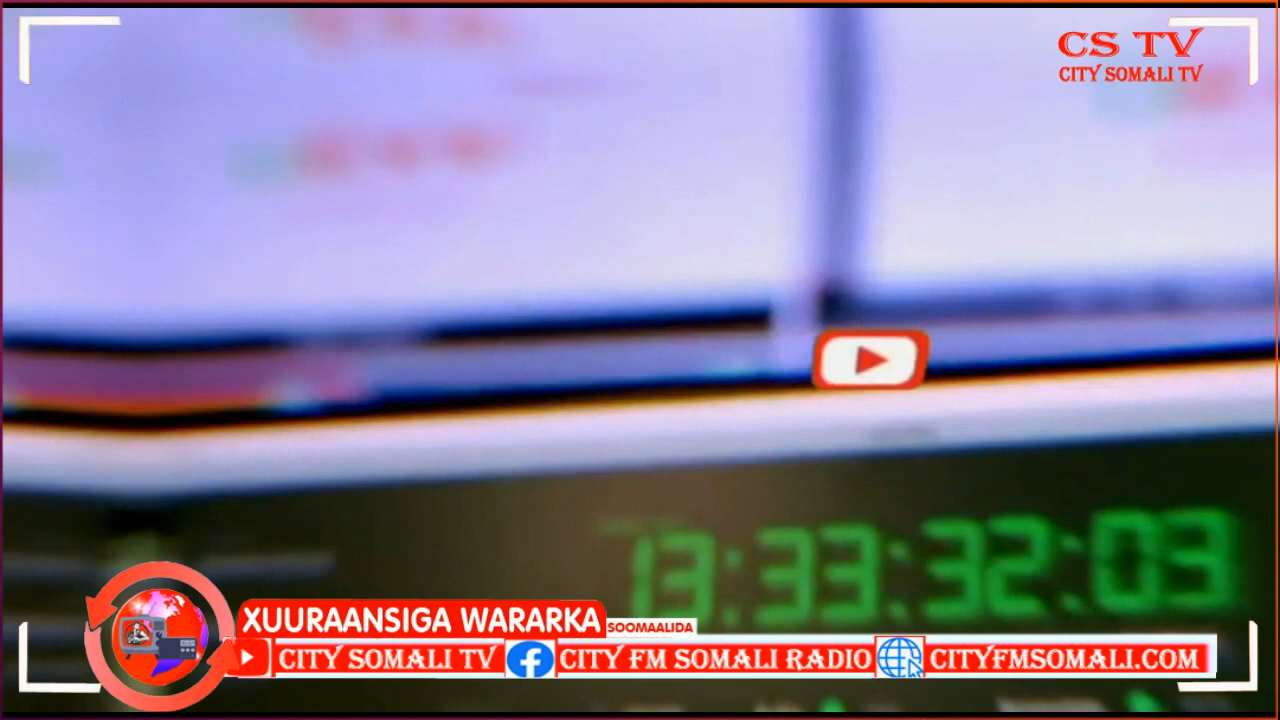 CS TV
CITY SOMALI TV
13:33:32:03
XUURAANSIGA WARARKA
SOOMAALIDA
CITY SOMALI TV CITY FM SOMALI RADIO CITYFMSOMALI.COM